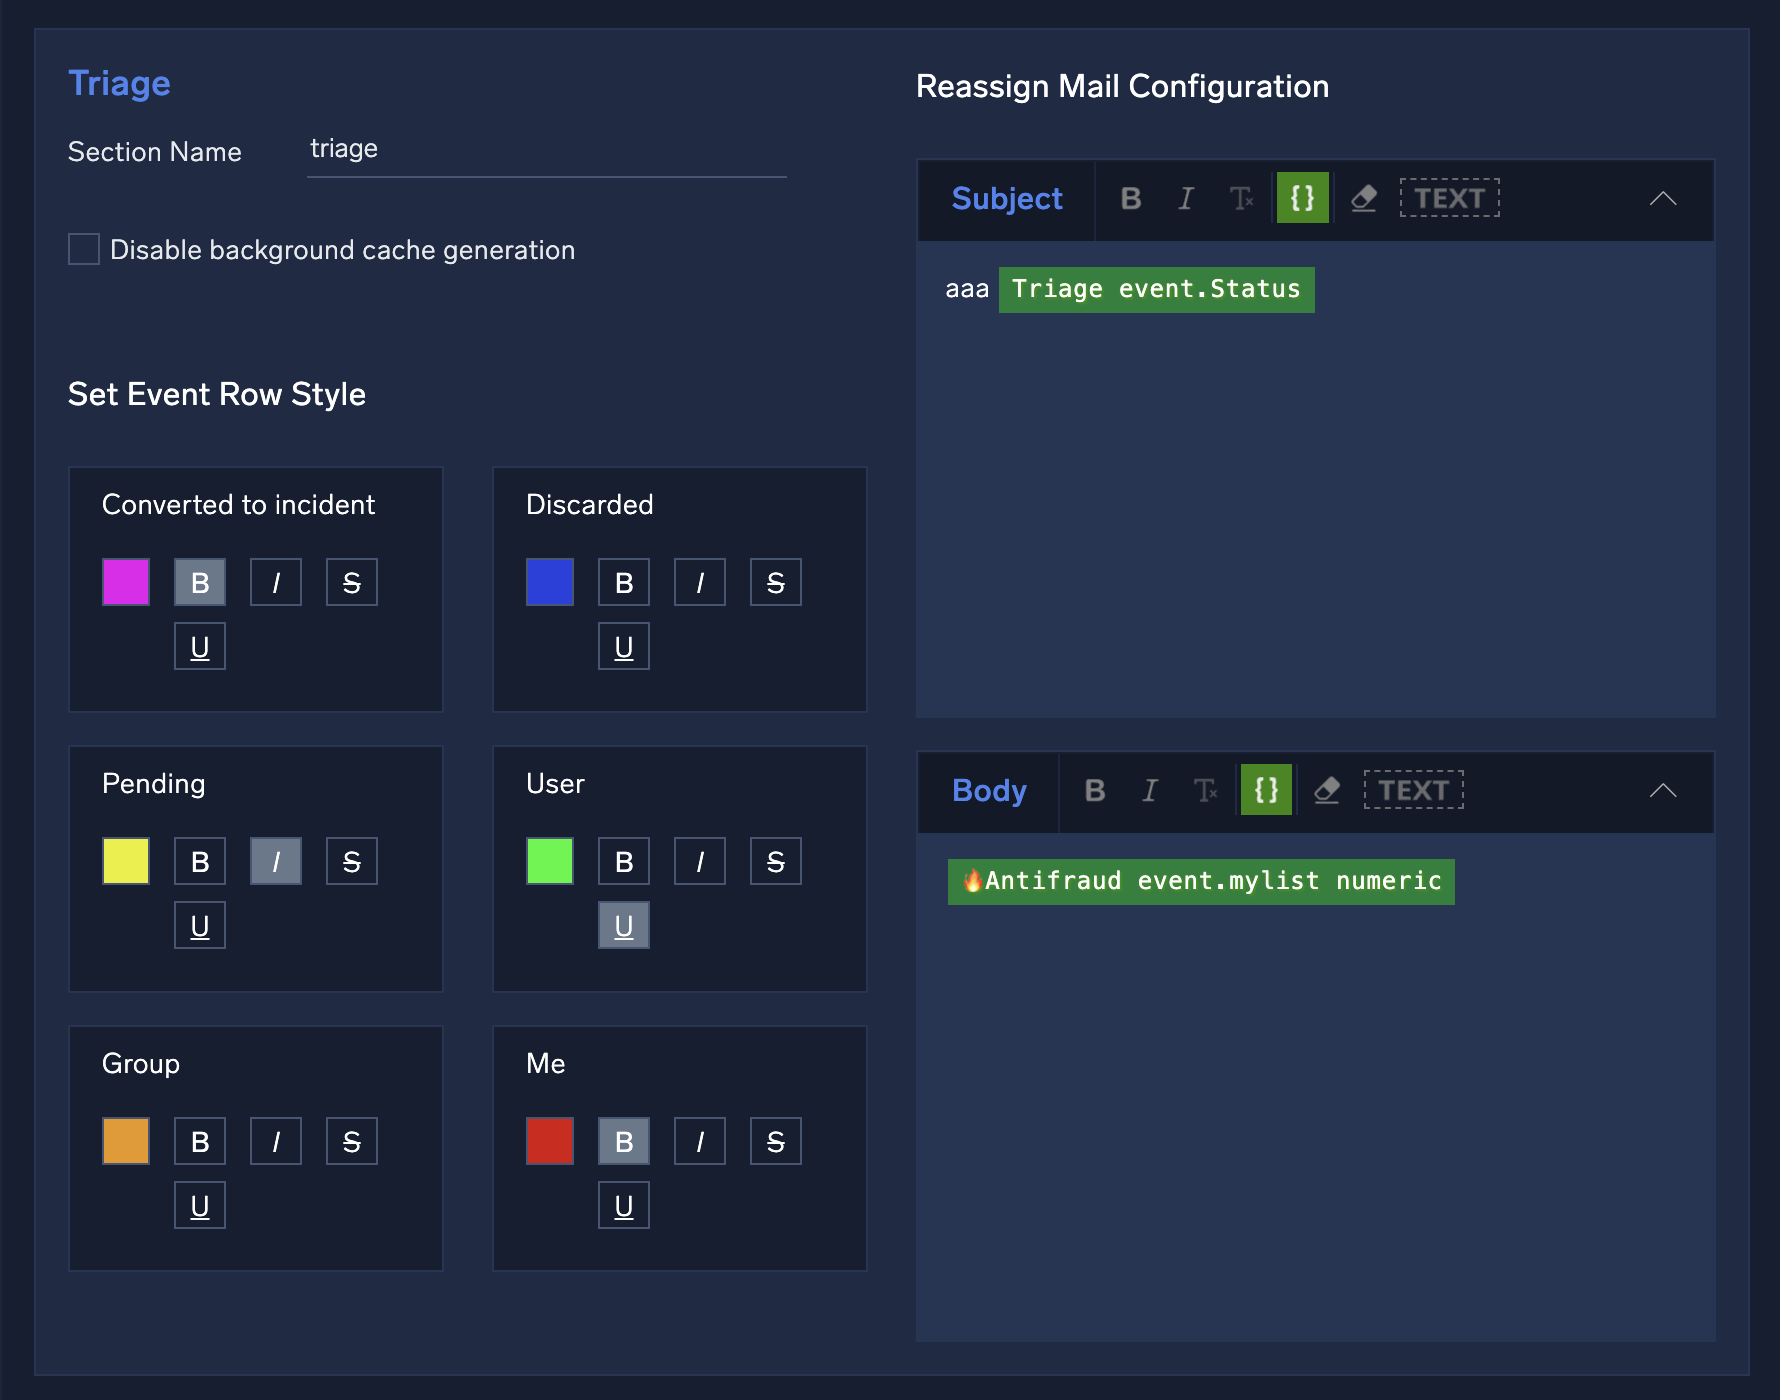 Triage
Section Name triage
Disable background cache generation
Set Event Row Style
Converted to incident
B I S
U
Discarded
B I S
U
Pending
B I S
U
User
B I S
U
Group
B I S
U
Me
B I S
U
Reassign Mail Configuration
Subject B I Tx {} TEXT
aaa Triage event.Status
Body B I Tx {} TEXT
🔥Antifraud event.mylist numeric